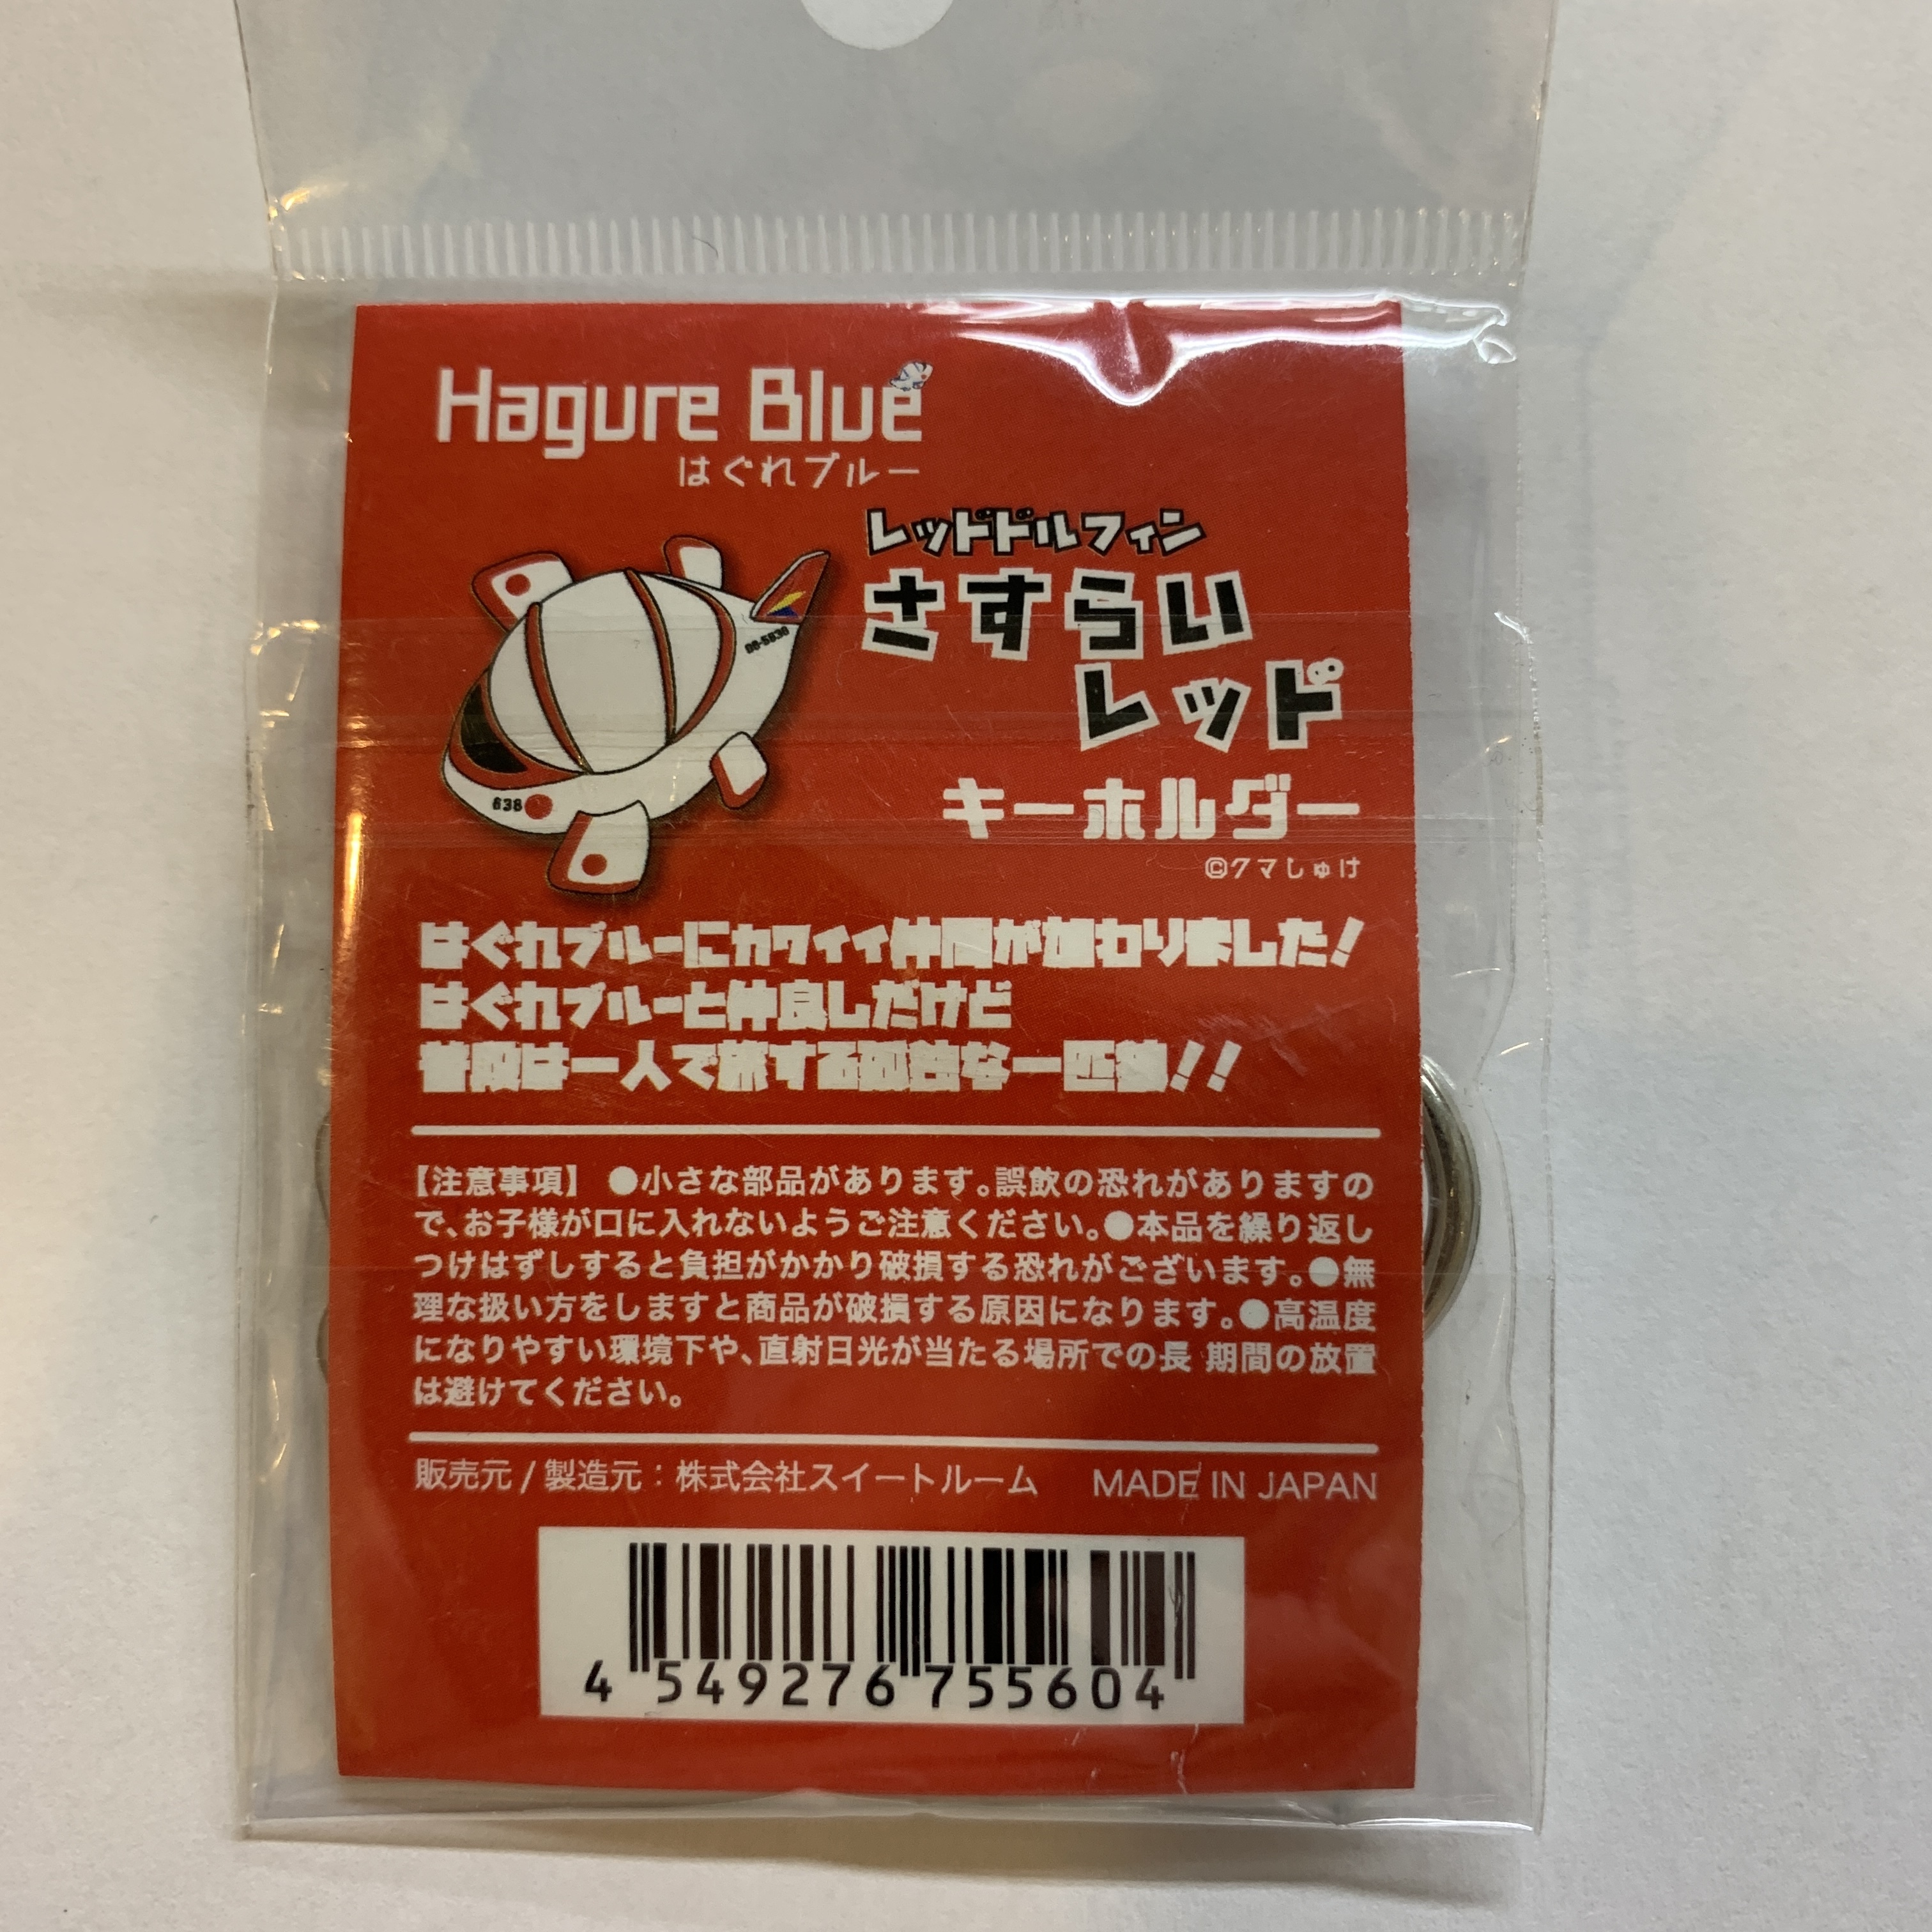 Hagure Blue
はぐれブルー
レッドドルフィン
さすらい
レッド
キーホルダー
©クマしゅけ
638
はぐれブルーにカワイイ仲間が加わりました!
はぐれブルーと仲良しだけど
普段は一人で旅する孤独な一匹狼!!
【注意事項】 ●小さな部品があります。誤飲の恐れがありますの
で、お子様が口に入れないようご注意ください。●本品を繰り返し
つけはずしすると負担がかかり破損する恐れがございます。●無
理な扱い方をしますと商品が破損する原因になります。●高温度
になりやすい環境下や、直射日光が当たる場所での長 期間の放置
は避けてください。
販売元 / 製造元:株式会社スイートルーム MADE IN JAPAN
4 549276 755604